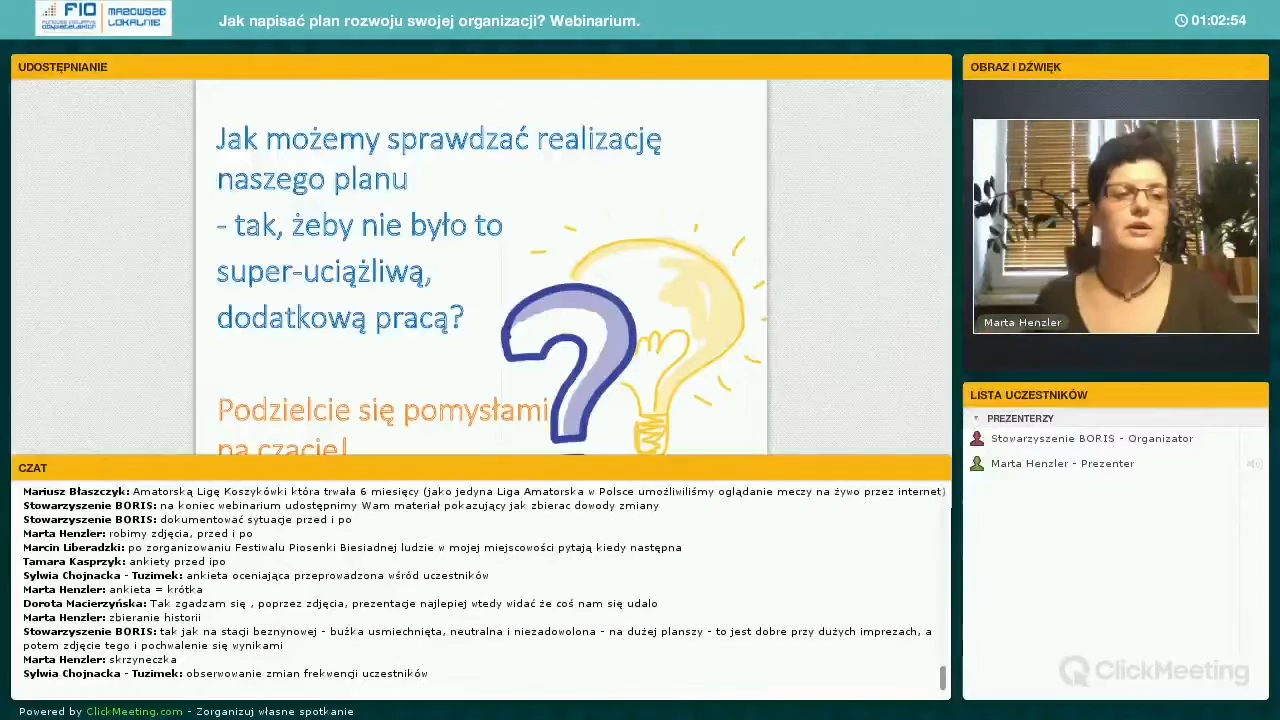 FIO
MAZOWSZE
LOKALNIE
Jak napisać plan rozwoju swojej organizacji? Webinarium.
01:02:54
UDOSTĘPNIANIE
Jak możemy sprawdzać realizację
naszego planu
- tak, żeby nie było to
super-uciążliwą,
dodatkową pracą?
Podzielcie się pomysłami
na czacie!
OBRAZ I DŹWIĘK
Marta Henzler
LISTA UCZESTNIKÓW
PREZENTERZY
Stowarzyszenie BORIS - Organizator
Marta Henzler - Prezenter
CZAT
Mariusz Błaszczyk: Amatorską Ligę Koszykówki która trwała 6 miesięcy (jako jedyna Liga Amatorska w Polsce umożliwiliśmy oglądanie meczy na żywo przez internet)
Stowarzyszenie BORIS: na koniec webinarium udostępnimy Wam materiał pokazujący jak zbierac dowody zmiany
Stowarzyszenie BORIS: dokumentować sytuacje przed i po
Marta Henzler: robimy zdjęcia, przed i po
Marcin Liberadzki: po zorganizowaniu Festiwalu Piosenki Biesiadnej ludzie w mojej miejscowości pytają kiedy następna
Tamara Kasprzyk: ankiety przed ipo
Sylwia Chojnacka - Tuzimek: ankieta oceniająca przeprowadzona wśród uczestników
Marta Henzler: ankieta = krótka
Dorota Macierzyńska: Tak zgadzam się , poprzez zdjęcia, prezentacje najlepiej wtedy widać że coś nam się udalo
Marta Henzler: zbieranie historii
Stowarzyszenie BORIS: tak jak na stacji beznynowej - bużka usmiechnięta, neutralna i niezadowolona - na dużej planszy - to jest dobre przy dużych imprezach, a
potem zdjęcie tego i pochwalenie się wynikami
Marta Henzler: skrzyneczka
Sylwia Chojnacka - Tuzimek: obserwowanie zmian frekwencji uczestników
ClickMeeting
Powered by ClickMeeting.com - Zorganizuj własne spotkanie